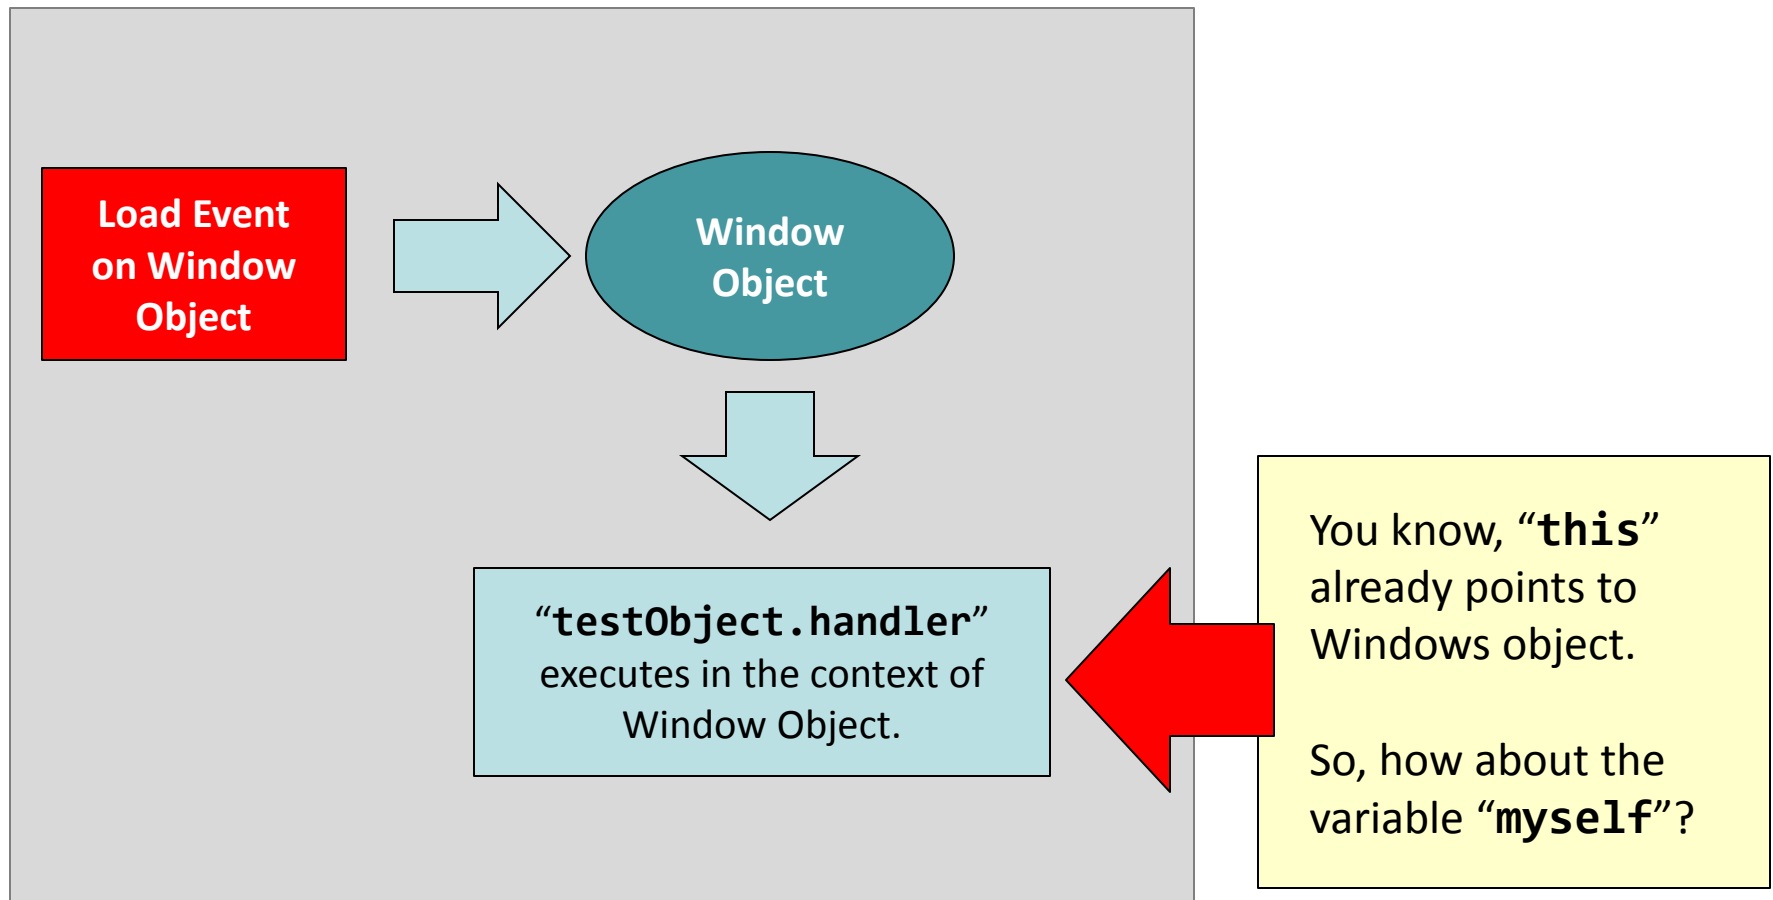 Load Event
on Window
Object
Window
Object
“testObject.handler”
executes in the context of
Window Object.
You know, “this”
already points to
Windows object.
So, how about the
variable “myself”?